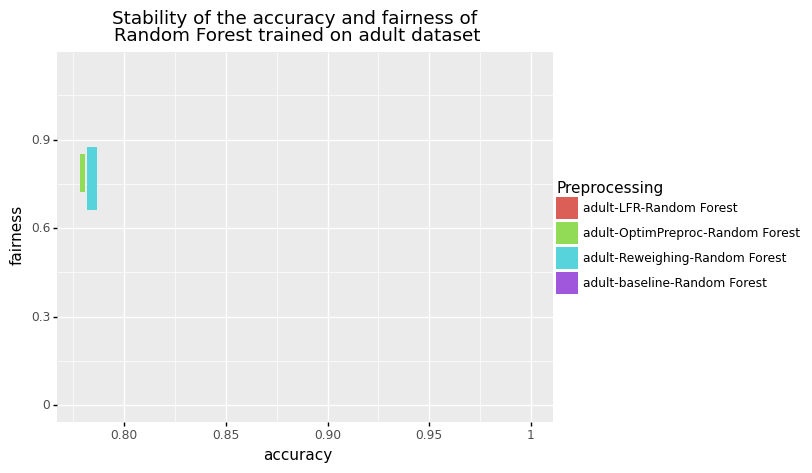 Stability of the accuracy and fairness of
Random Forest trained on adult dataset
0.9
0.6
0.3
0
fairness
0.80
0.85
0.90
0.95
1
accuracy
Preprocessing
adult-LFR-Random Forest
adult-OptimPreproc-Random Forest
adult-Reweighing-Random Forest
adult-baseline-Random Forest